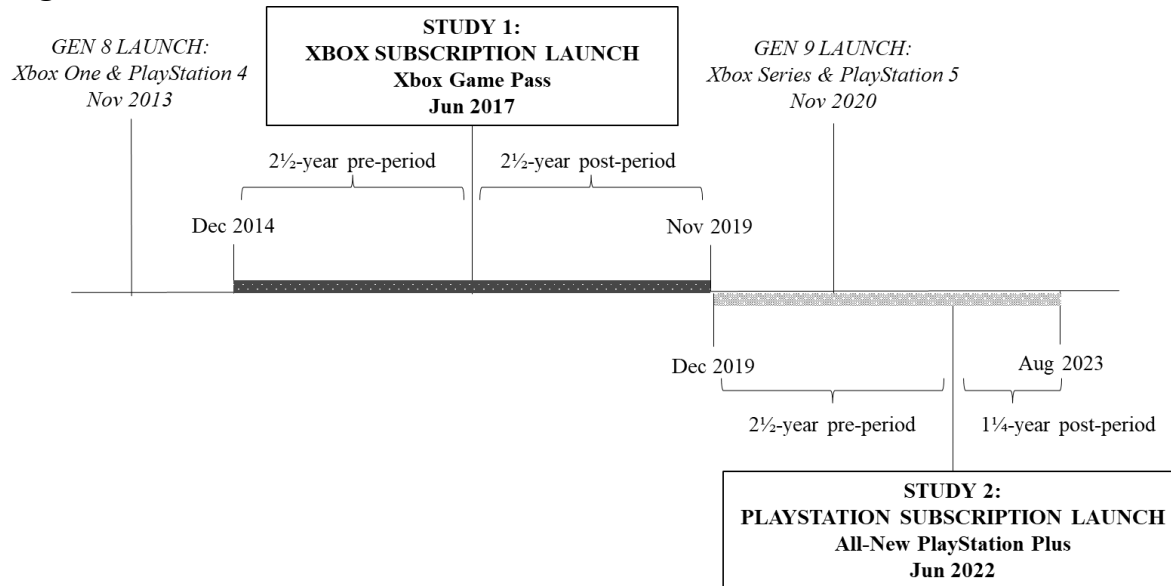 GEN 8 LAUNCH:
Xbox One & PlayStation 4
Nov 2013
STUDY 1:
XBOX SUBSCRIPTION LAUNCH
Xbox Game Pass
Jun 2017
GEN 9 LAUNCH:
Xbox Series & PlayStation 5
Nov 2020
2½-year pre-period
2½-year post-period
Dec 2014
Nov 2019
Dec 2019
Aug 2023
2½-year pre-period
1¼-year post-period
STUDY 2:
PLAYSTATION SUBSCRIPTION LAUNCH
All-New PlayStation Plus
Jun 2022